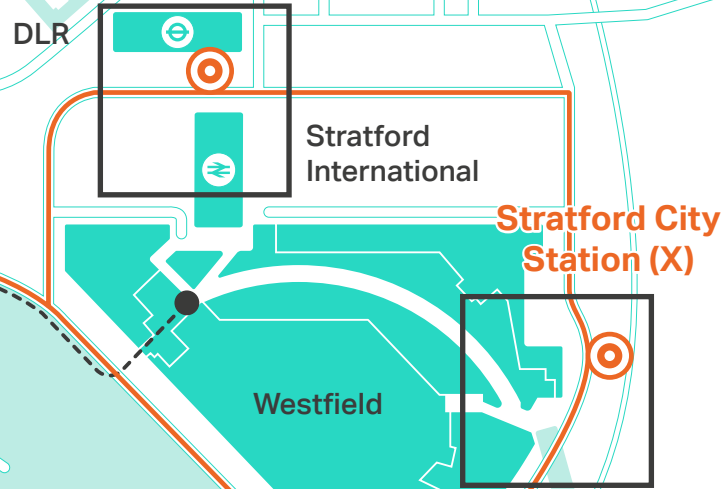 DLR
Stratford
International
Stratford City
Station (X)
Westfield